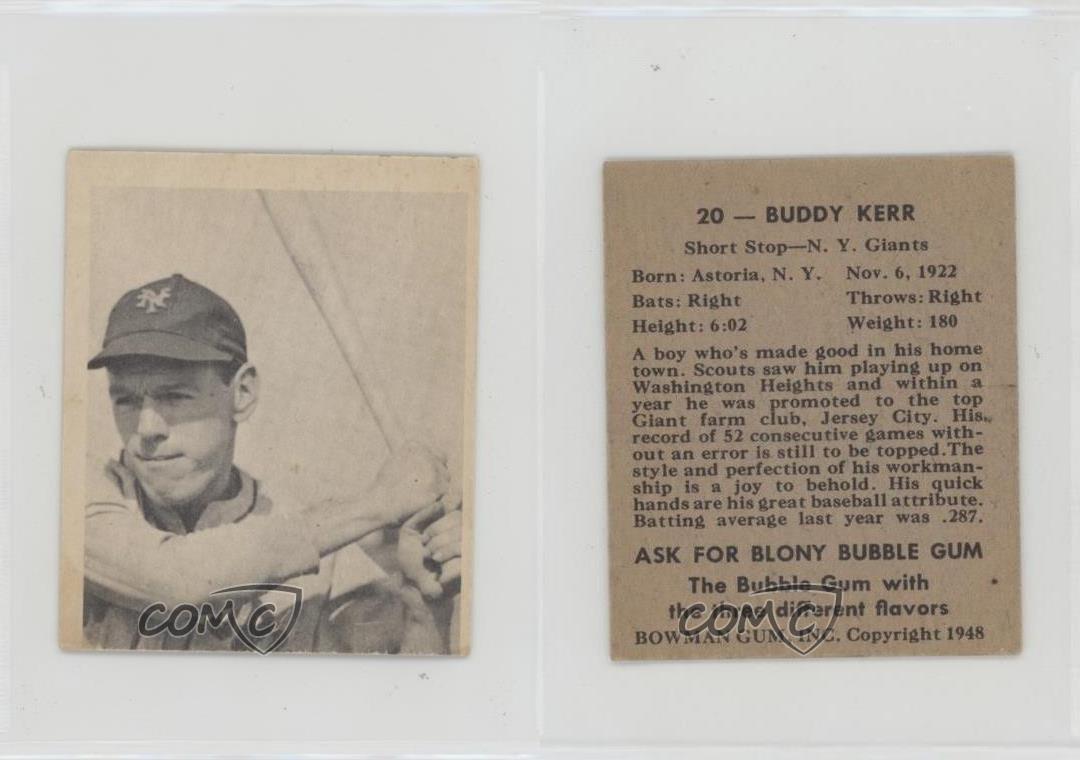 NY
COMC
20 — BUDDY KERR
Short Stop—N. Y. Giants
Born: Astoria, N. Y. Nov. 6, 1922
Bats: Right Throws: Right
Height: 6:02 Weight: 180
A boy who's made good in his home
town. Scouts saw him playing up on
Washington Heights and within a
year he was promoted to the top
Giant farm club, Jersey City. His
record of 52 consecutive games with-
out an error is still to be topped.The
style and perfection of his workman-
ship is a joy to behold. His quick
hands are his great baseball attribute.
Batting average last year was .287.
ASK FOR BLONY BUBBLE GUM
The Bubble Gum with
the three different flavors
BOWMAN GUM, INC. Copyright 1948
COMC